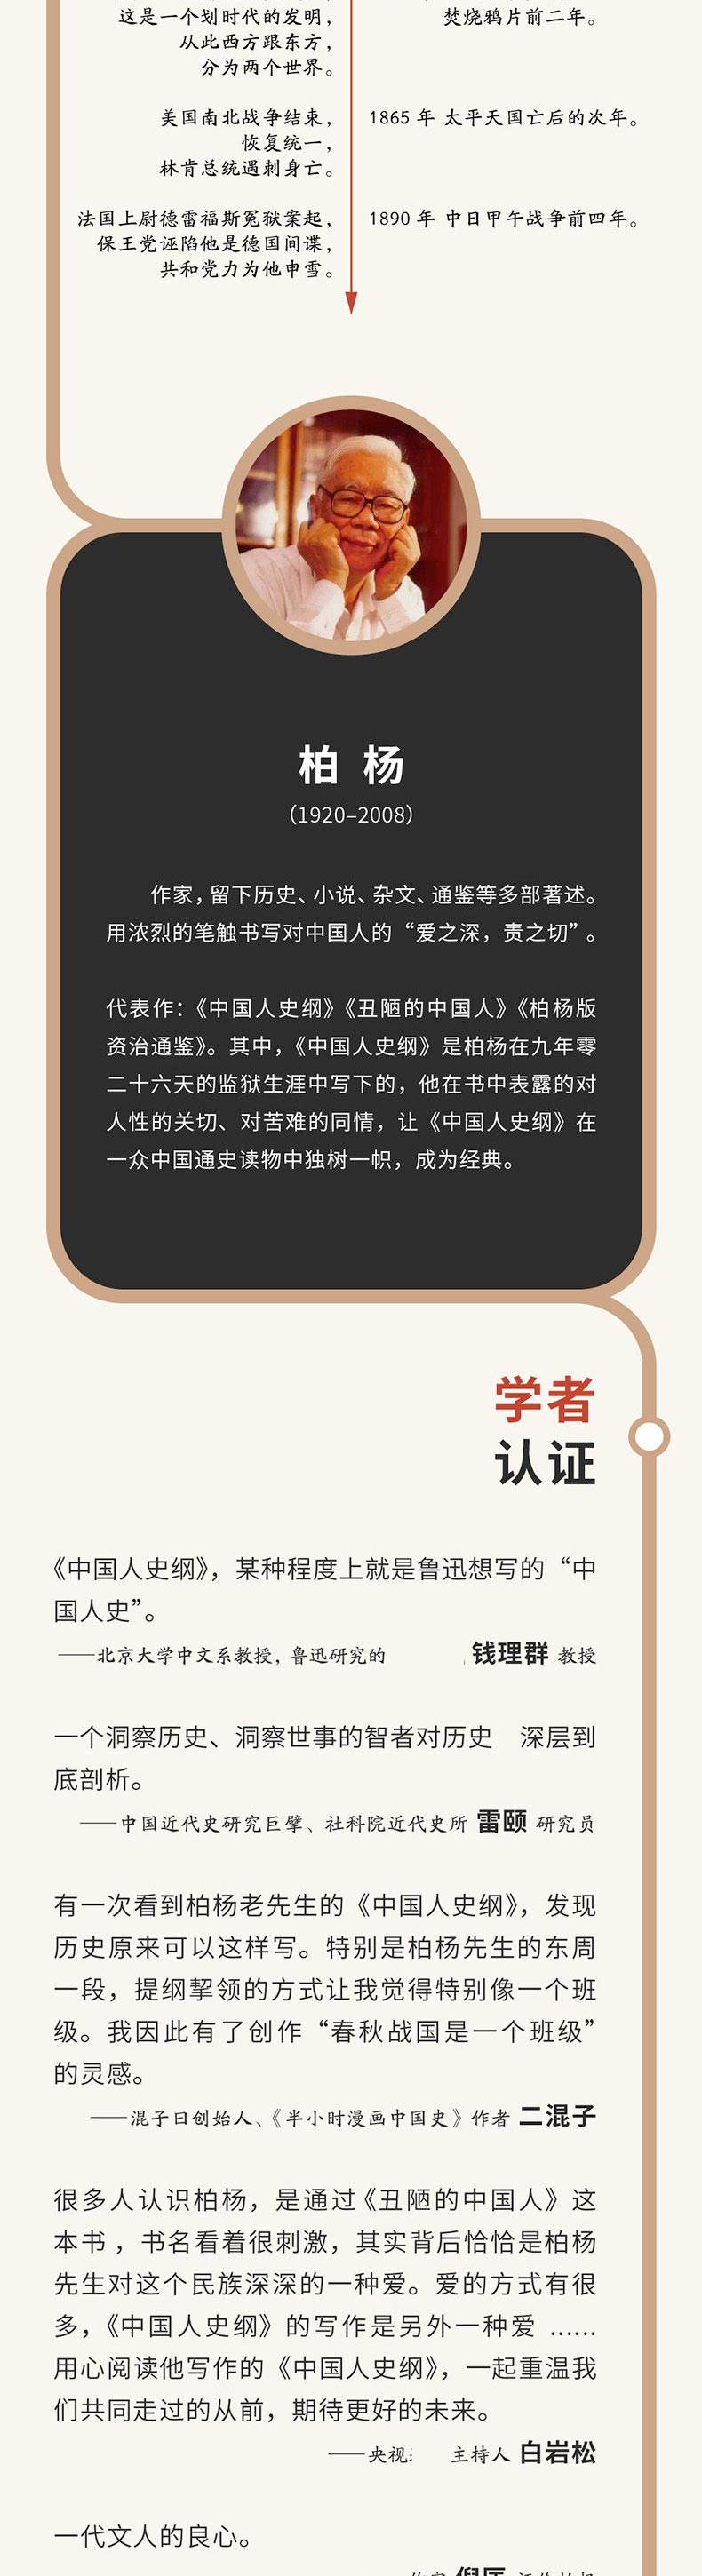 这是一个划时代的发明，
从此西方跟东方，
分为两个世界。
焚烧鸦片前二年。
美国南北战争结束，
恢复统一，
林肯总统遇刺身亡。
1865 年 太平天国亡后的次年。
法国上尉德雷福斯冤狱案起，
保王党诬陷他是德国间谍，
共和党力为他申雪。
1890 年 中日甲午战争前四年。
柏 杨
（1920–2008）
作家，留下历史、小说、杂文、通鉴等多部著述。
用浓烈的笔触书写对中国人的“爱之深，责之切”。
代表作：《中国人史纲》《丑陋的中国人》《柏杨版
资治通鉴》。其中，《中国人史纲》是柏杨在九年零
二十六天的监狱生涯中写下的，他在书中表露的对
人性的关切、对苦难的同情，让《中国人史纲》在
一众中国通史读物中独树一帜，成为经典。
学者
认证
《中国人史纲》，某种程度上就是鲁迅想写的“中
国人史”。
——北京大学中文系教授，鲁迅研究的 钱理群 教授
一个洞察历史、洞察世事的智者对历史 深层到
底剖析。
——中国近代史研究巨擘、社科院近代史所 雷颐 研究员
有一次看到柏杨老先生的《中国人史纲》，发现
历史原来可以这样写。特别是柏杨先生的东周
一段，提纲挈领的方式让我觉得特别像一个班
级。我因此有了创作“春秋战国是一个班级”
的灵感。
——混子曰创始人、《半小时漫画中国史》作者 二混子
很多人认识柏杨，是通过《丑陋的中国人》这
本书，书名看着很刺激，其实背后恰恰是柏杨
先生对这个民族深深的一种爱。爱的方式有很
多，《中国人史纲》的写作是另外一种爱 ……
用心阅读他写作的《中国人史纲》，一起重温我
们共同走过的从前，期待更好的未来。
——央视 主持人 白岩松
一代文人的良心。